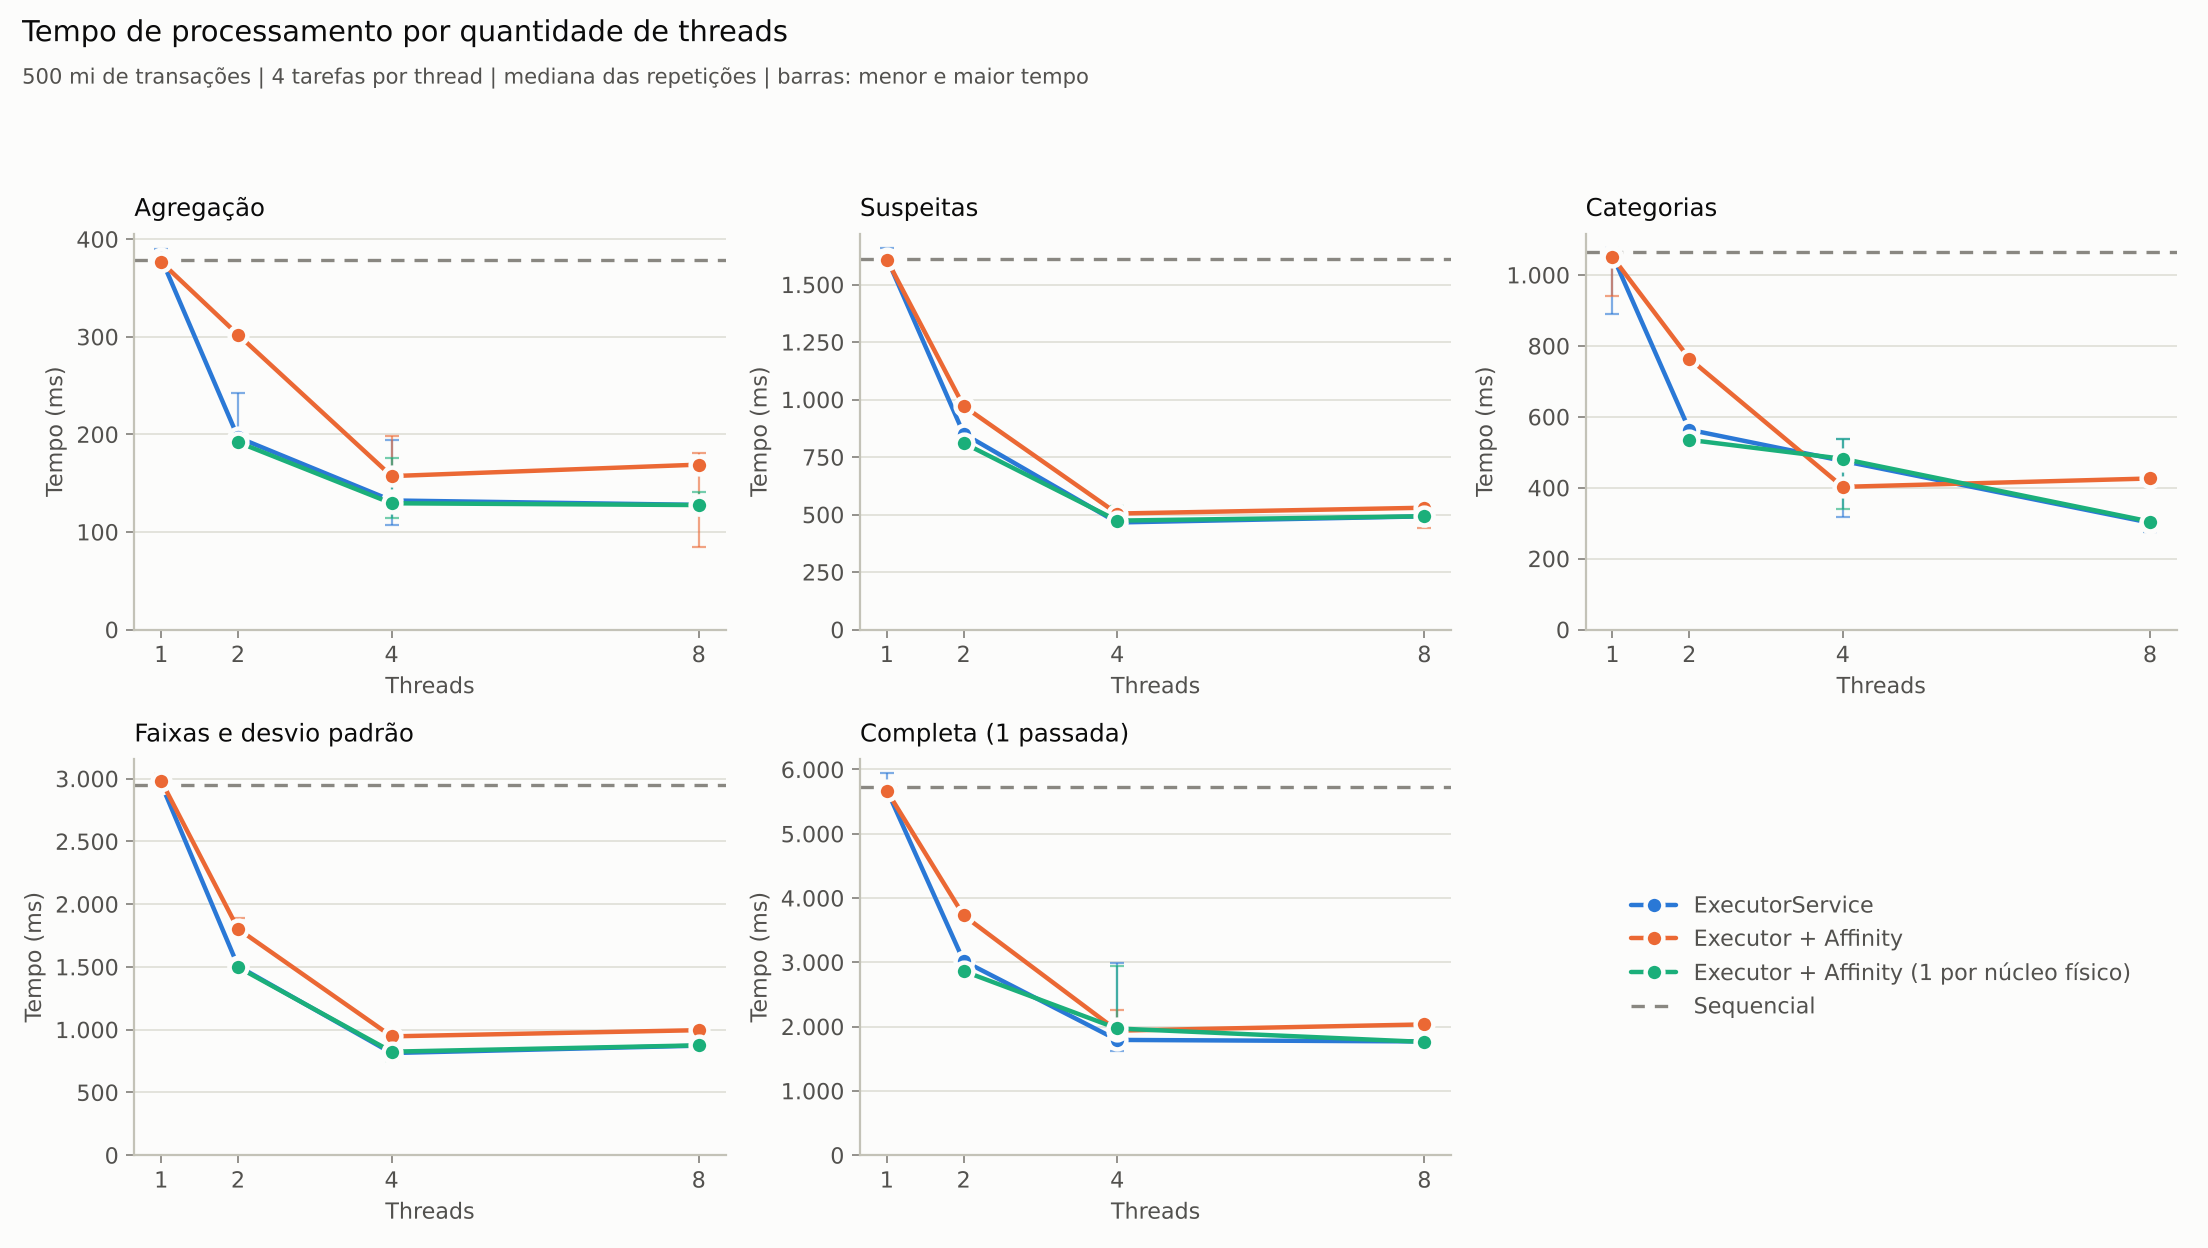 Tempo de processamento por quantidade de threads
500 mi de transações | 4 tarefas por thread | mediana das repetições | barras: menor e maior tempo
Agregação
400
300
200
100
0
Tempo (ms)
1 2 4 8
Threads
Suspeitas
1.500
1.250
1.000
750
500
250
0
Tempo (ms)
1 2 4 8
Threads
Categorias
1.000
800
600
400
200
0
Tempo (ms)
1 2 4 8
Threads
Faixas e desvio padrão
3.000
2.500
2.000
1.500
1.000
500
0
Tempo (ms)
1 2 4 8
Threads
Completa (1 passada)
6.000
5.000
4.000
3.000
2.000
1.000
0
Tempo (ms)
1 2 4 8
Threads
ExecutorService
Executor + Affinity
Executor + Affinity (1 por núcleo físico)
Sequencial